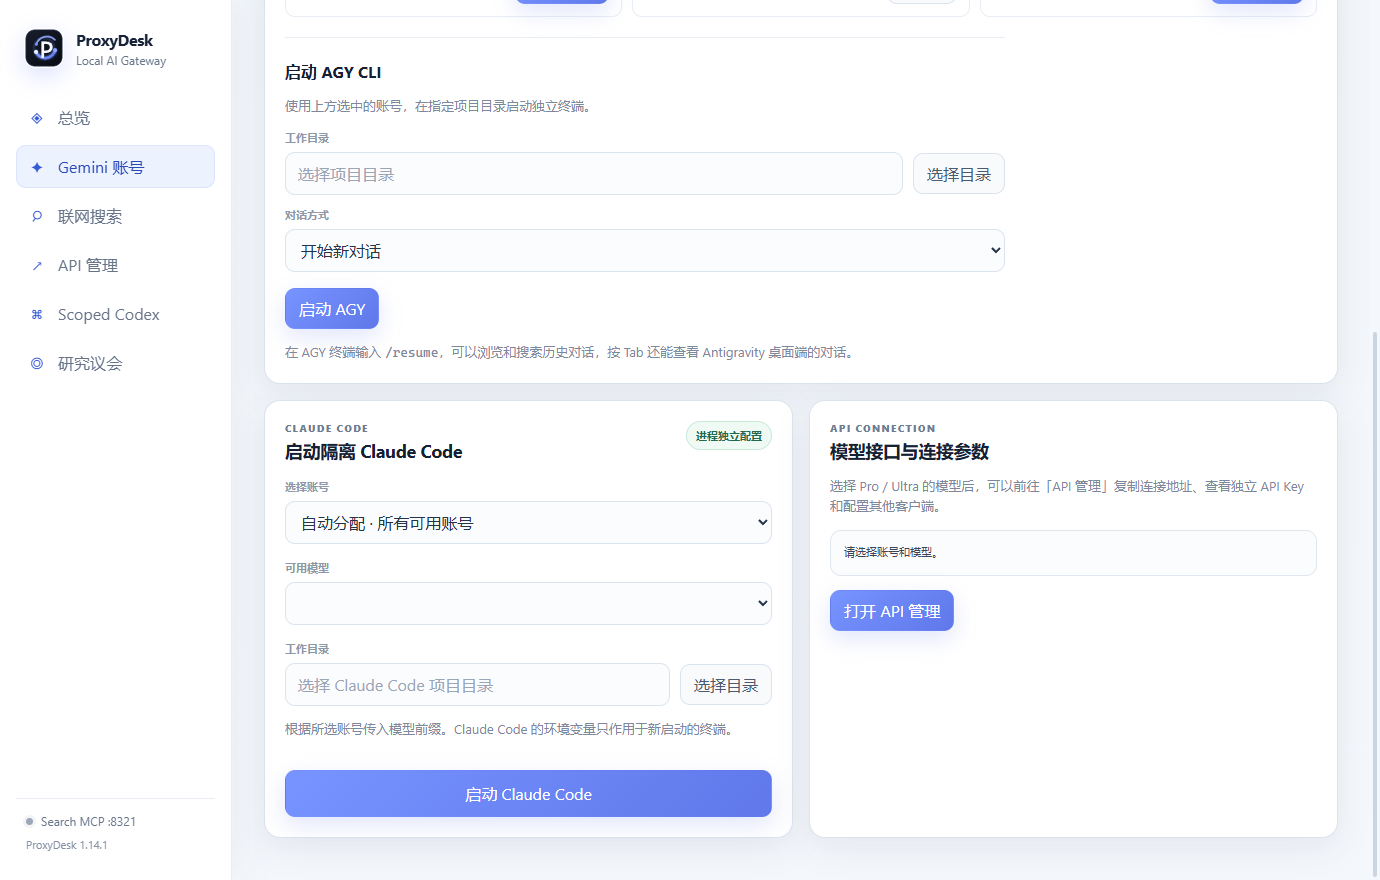 ProxyDesk
Local AI Gateway
总览
Gemini 账号
联网搜索
API 管理
Scoped Codex
研究议会
Search MCP :8321
ProxyDesk 1.14.1
启动 AGY CLI
使用上方选中的账号，在指定项目目录启动独立终端。
工作目录
选择项目目录
选择目录
对话方式
开始新对话
启动 AGY
在 AGY 终端输入 /resume，可以浏览和搜索历史对话，按 Tab 还能查看 Antigravity 桌面端的对话。
CLAUDE CODE
启动隔离 Claude Code
进程独立配置
选择账号
自动分配 · 所有可用账号
可用模型
工作目录
选择 Claude Code 项目目录
选择目录
根据所选账号传入模型前缀。Claude Code 的环境变量只作用于新启动的终端。
启动 Claude Code
API CONNECTION
模型接口与连接参数
选择 Pro / Ultra 的模型后，可以前往「API 管理」复制连接地址、查看独立 API Key
和配置其他客户端。
请选择账号和模型。
打开 API 管理